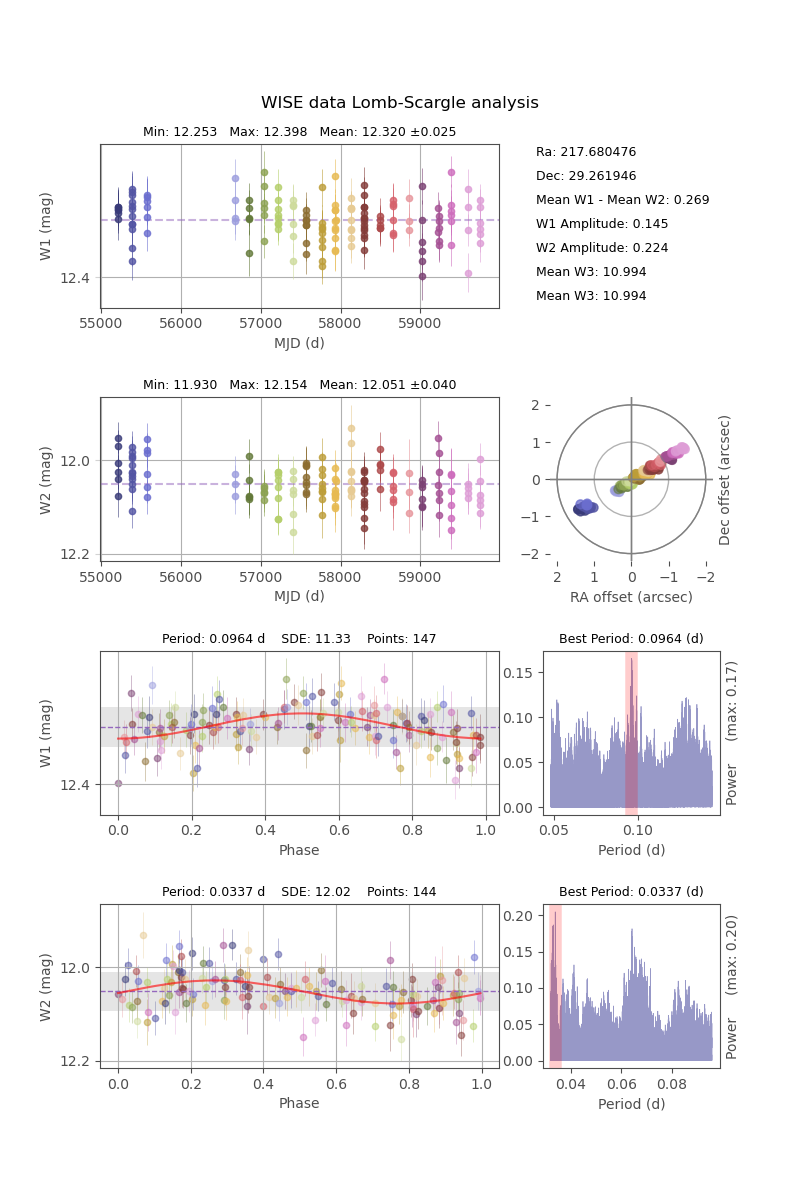 WISE data Lomb-Scargle analysis
Min: 12.253   Max: 12.398   Mean: 12.320 ±0.025
W1 (mag)
12.4
55000 56000 57000 58000 59000
MJD (d)
Ra: 217.680476
Dec: 29.261946
Mean W1 - Mean W2: 0.269
W1 Amplitude: 0.145
W2 Amplitude: 0.224
Mean W3: 10.994
Mean W3: 10.994
Min: 11.930   Max: 12.154   Mean: 12.051 ±0.040
W2 (mag)
12.0
12.2
55000 56000 57000 58000 59000
MJD (d)
2
1
0
−1
−2
2 1 0 −1 −2
RA offset (arcsec)
Dec offset (arcsec)
Period: 0.0964 d    SDE: 11.33    Points: 147
W1 (mag)
12.4
0.0 0.2 0.4 0.6 0.8 1.0
Phase
Best Period: 0.0964 (d)
0.15
0.10
0.05
0.00
0.05 0.10
Period (d)
Power    (max: 0.17)
Period: 0.0337 d    SDE: 12.02    Points: 144
W2 (mag)
12.0
12.2
0.0 0.2 0.4 0.6 0.8 1.0
Phase
Best Period: 0.0337 (d)
0.20
0.15
0.10
0.05
0.00
0.04 0.06 0.08
Period (d)
Power    (max: 0.20)